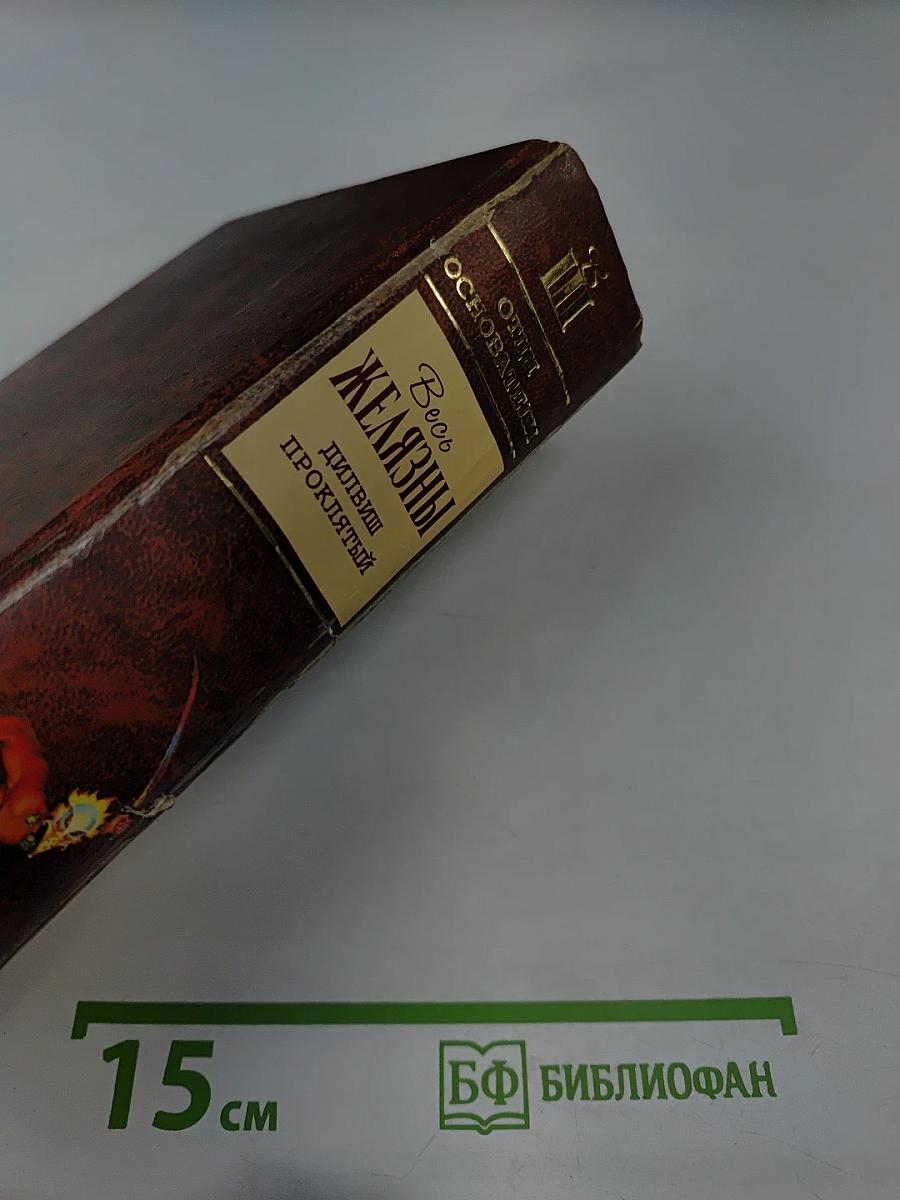 ОТЦЫ
ОСНОВАТЕЛИ
Весь
ЖЕЛЯЗНЫ
ДИЛВИШ
ПРОКЛЯТЫЙ
15 см
БФ БИБЛИОФАН